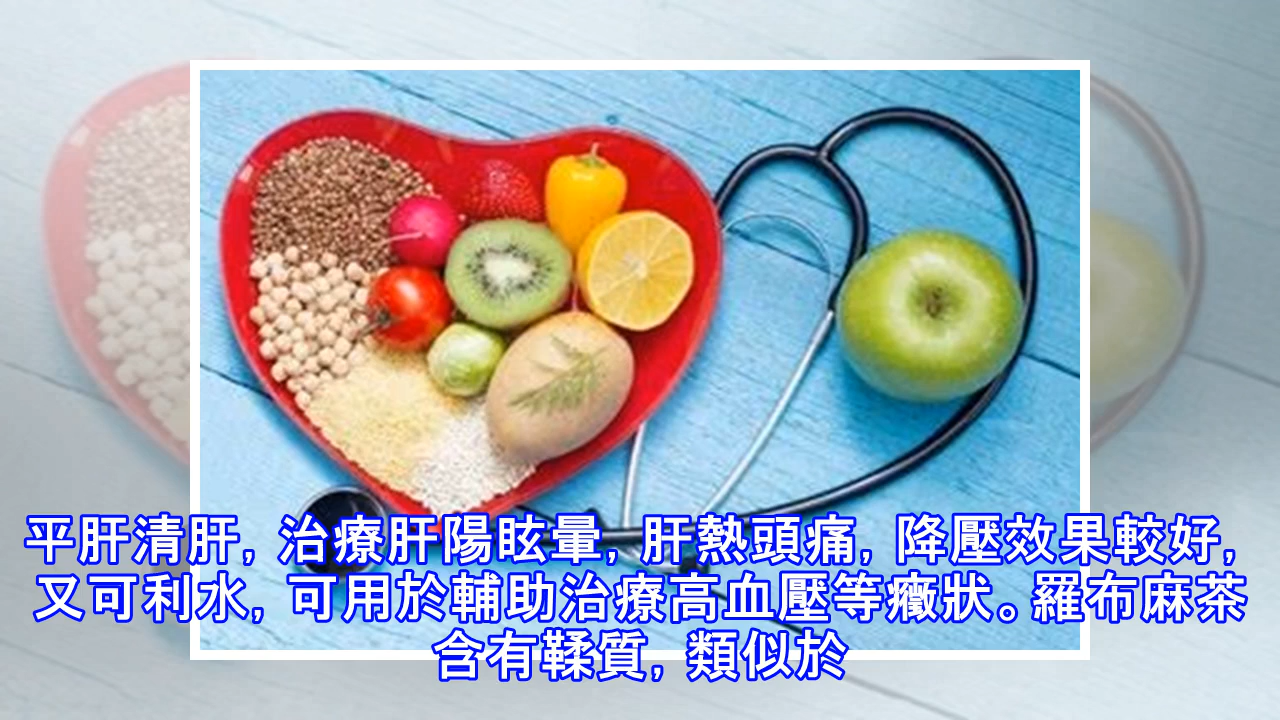 平肝清肝, 治療肝陽眩暈, 肝熱頭痛, 降壓效果較好,
又可利水, 可用於輔助治療高血壓等癥狀。羅布麻茶
含有鞣質, 類似於